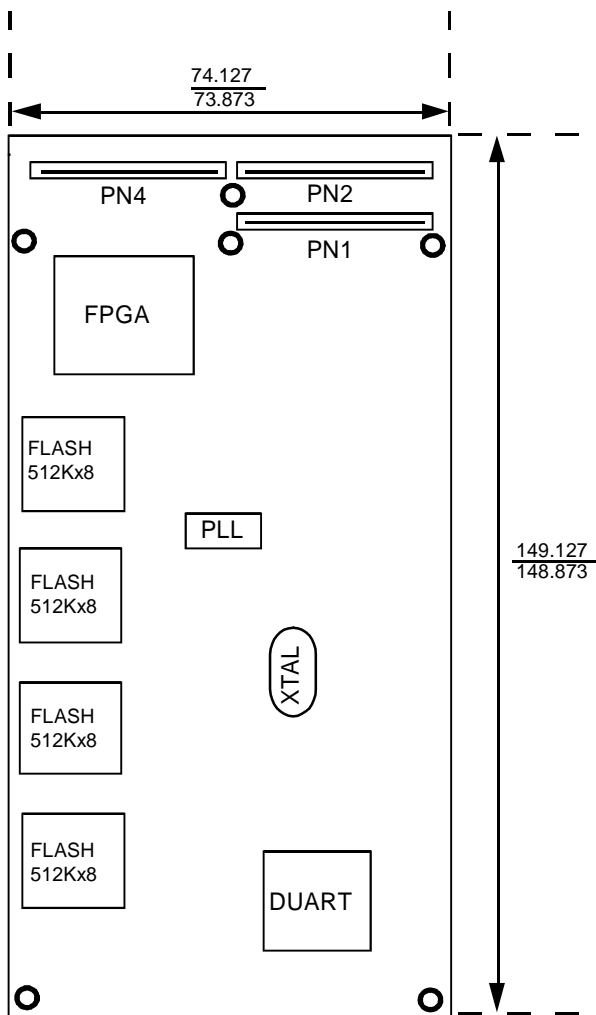 74.127
73.873
PN4
PN2
PN1
FPGA
FLASH
512Kx8
PLL
149.127
148.873
FLASH
512Kx8
XTAL
FLASH
512Kx8
FLASH
512Kx8
DUART